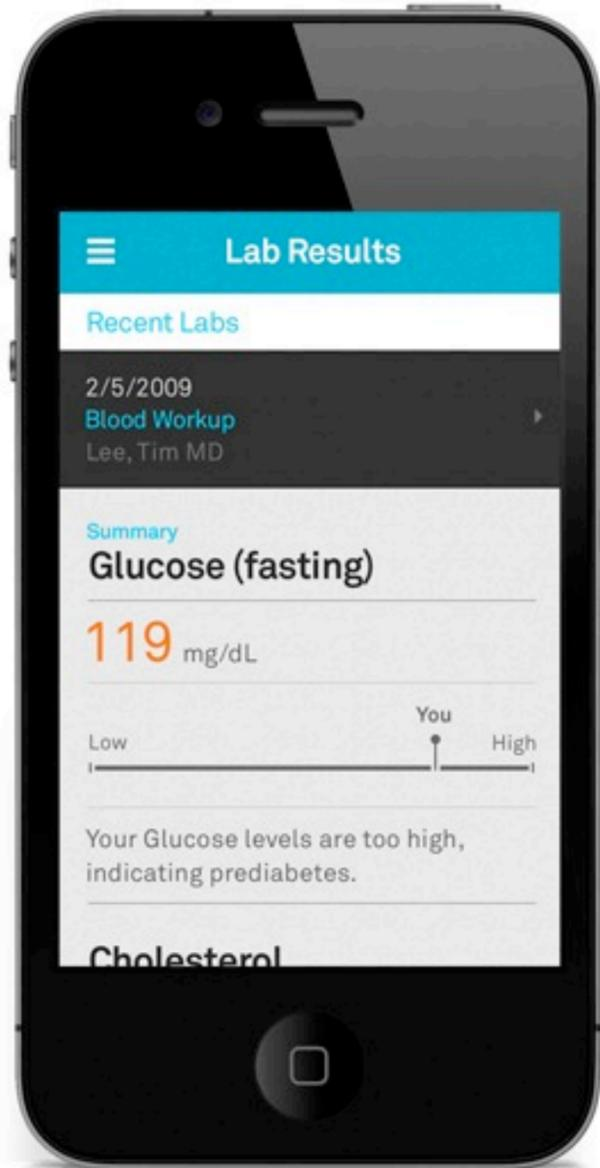 Lab Results
Recent Labs
2/5/2009
Blood Workup
Lee, Tim MD
Summary
Glucose (fasting)
119 mg/dL
You
Low High
Your Glucose levels are too high,
indicating prediabetes.
Cholesterol